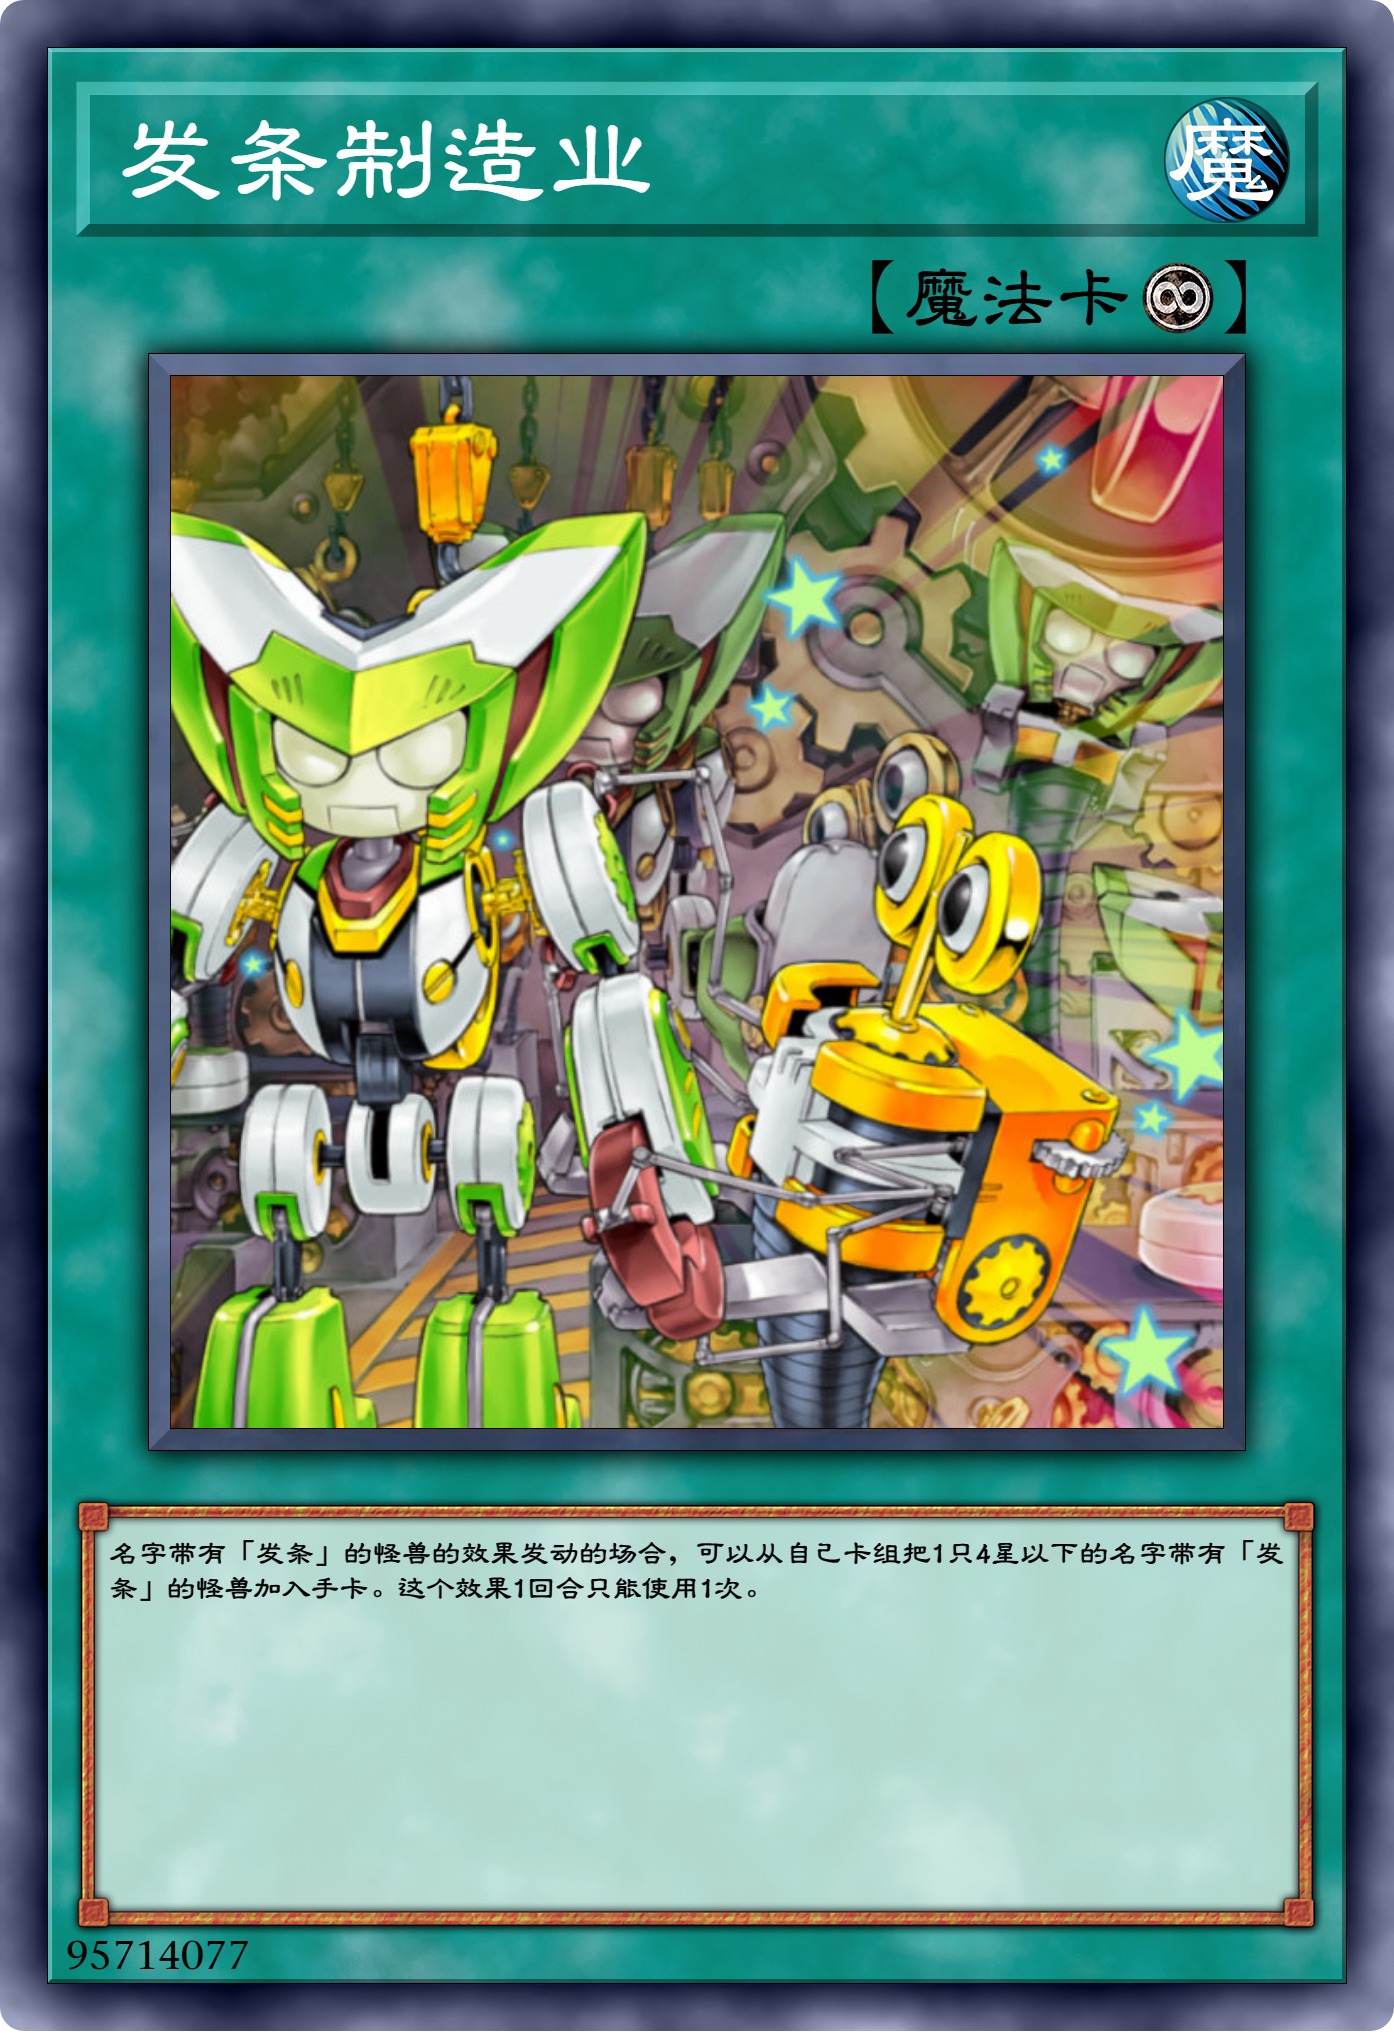 发条制造业 魔
【魔法卡♾】
名字带有「发条」的怪兽的效果发动的场合，可以从自己卡组把1只4星以下的名字带有「发
条」的怪兽加入手卡。这个效果1回合只能使用1次。
95714077